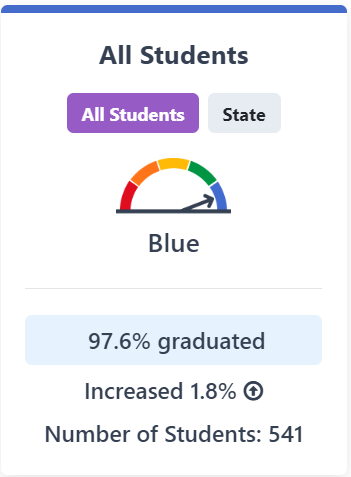 All Students
All Students State
Blue
97.6% graduated
Increased 1.8%
Number of Students: 541